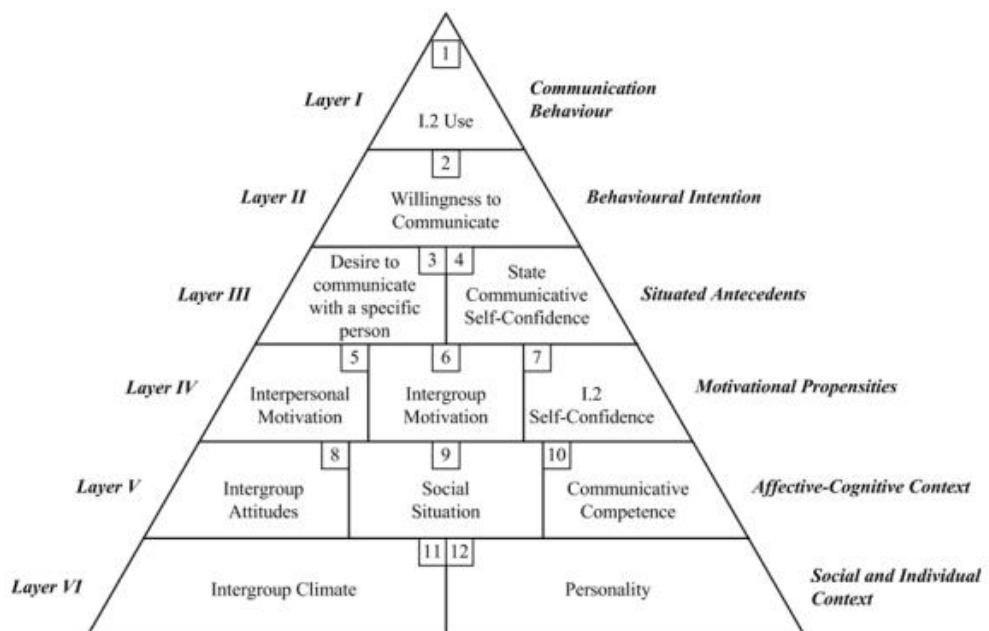 1
Layer I
Communication
Behaviour
I.2 Use
2
Layer II
Willingness to
Communicate
Behavioural Intention
3 4
Layer III
Desire to
communicate
with a specific
person
State
Communicative
Self-Confidence
Situated Antecedents
5 6 7
Layer IV
Interpersonal
Motivation
Intergroup
Motivation
I.2
Self-Confidence
Motivational Propensities
8 9 10
Layer V
Intergroup
Attitudes
Social
Situation
Communicative
Competence
Affective-Cognitive Context
11 12
Layer VI
Intergroup Climate
Personality
Social and Individual
Context